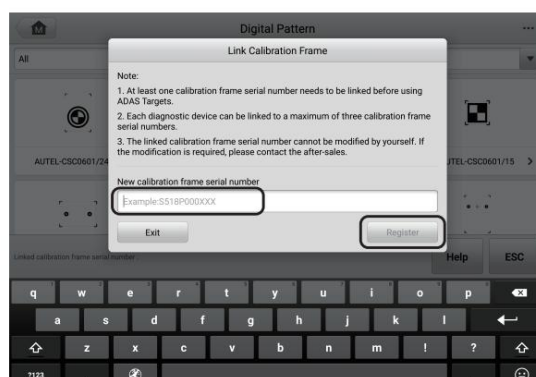 Digital Pattern
All
Link Calibration Frame
Note:
1. At least one calibration frame serial number needs to be linked before using
ADAS Targets.
2. Each diagnostic device can be linked to a maximum of three calibration frame
serial numbers.
3. The linked calibration frame serial number cannot be modified by yourself. If
the modification is required, please contact the after-sales.
AUTEL-CSC0601/24
UTEL-CSC0601/15 >
New calibration frame serial number
Example:S518P000XXX
Exit
Register
Linked calibration frame serial number:
Help
ESC
q w e r t y u i o p
a s d f g h j k l
z x c v b n m ! ?
?123